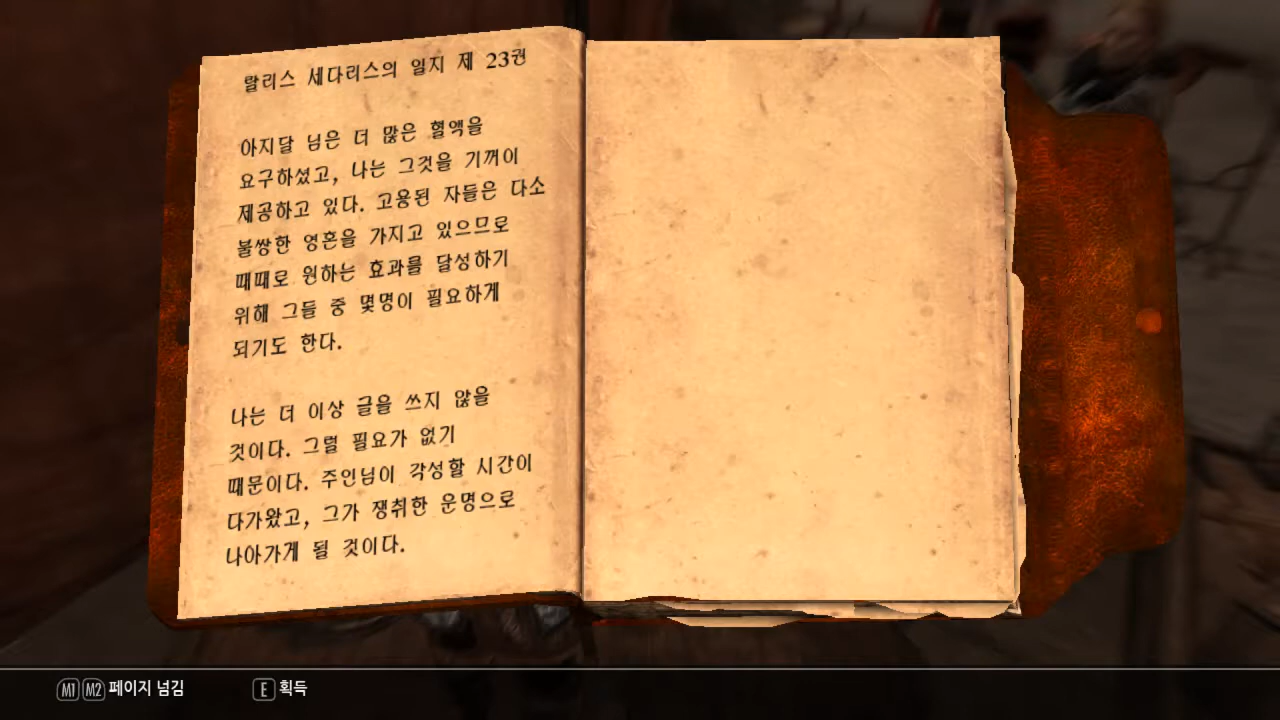 랄리스 세다리스의 일지 제 23권
아지달 님은 더 많은 혈액을
요구하셨고, 나는 그것을 기꺼이
제공하고 있다. 고용된 자들은 다소
불쌍한 영혼을 가지고 있으므로
때때로 원하는 효과를 달성하기
위해 그들 중 몇명이 필요하게
되기도 한다.
나는 더 이상 글을 쓰지 않을
것이다. 그럴 필요가 없기
때문이다. 주인님이 각성할 시간이
다가왔고, 그가 쟁취한 운명으로
나아가게 될 것이다.
M1 M2 페이지 넘김
E 획득